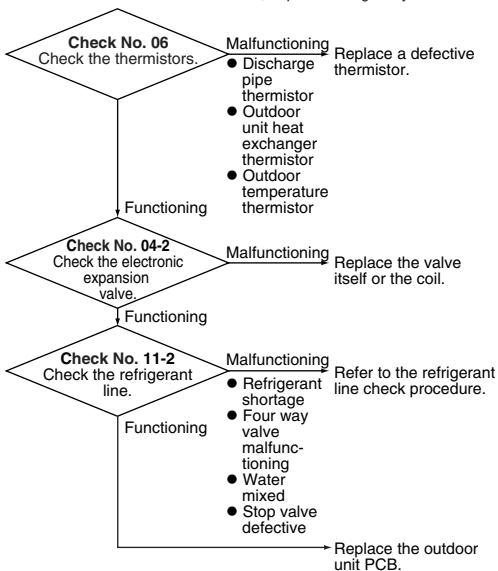 Check No. 06
Check the thermistors.
Malfunctioning
● Discharge
pipe
thermistor
● Outdoor
unit heat
exchanger
thermistor
● Outdoor
temperature
thermistor
Replace a defective
thermistor.
Functioning
Check No. 04-2
Check the electronic
expansion
valve.
Malfunctioning
Replace the valve
itself or the coil.
Functioning
Check No. 11-2
Check the refrigerant
line.
Malfunctioning
● Refrigerant
shortage
● Four way
valve
malfunc-
tioning
● Water
mixed
● Stop valve
defective
Refer to the refrigerant
line check procedure.
Functioning
Replace the outdoor
unit PCB.